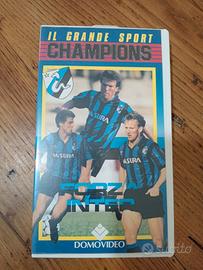 IL GRANDE SPORT
CHAMPIONS
FORZA
INTER
DOMOVIDEO
subito